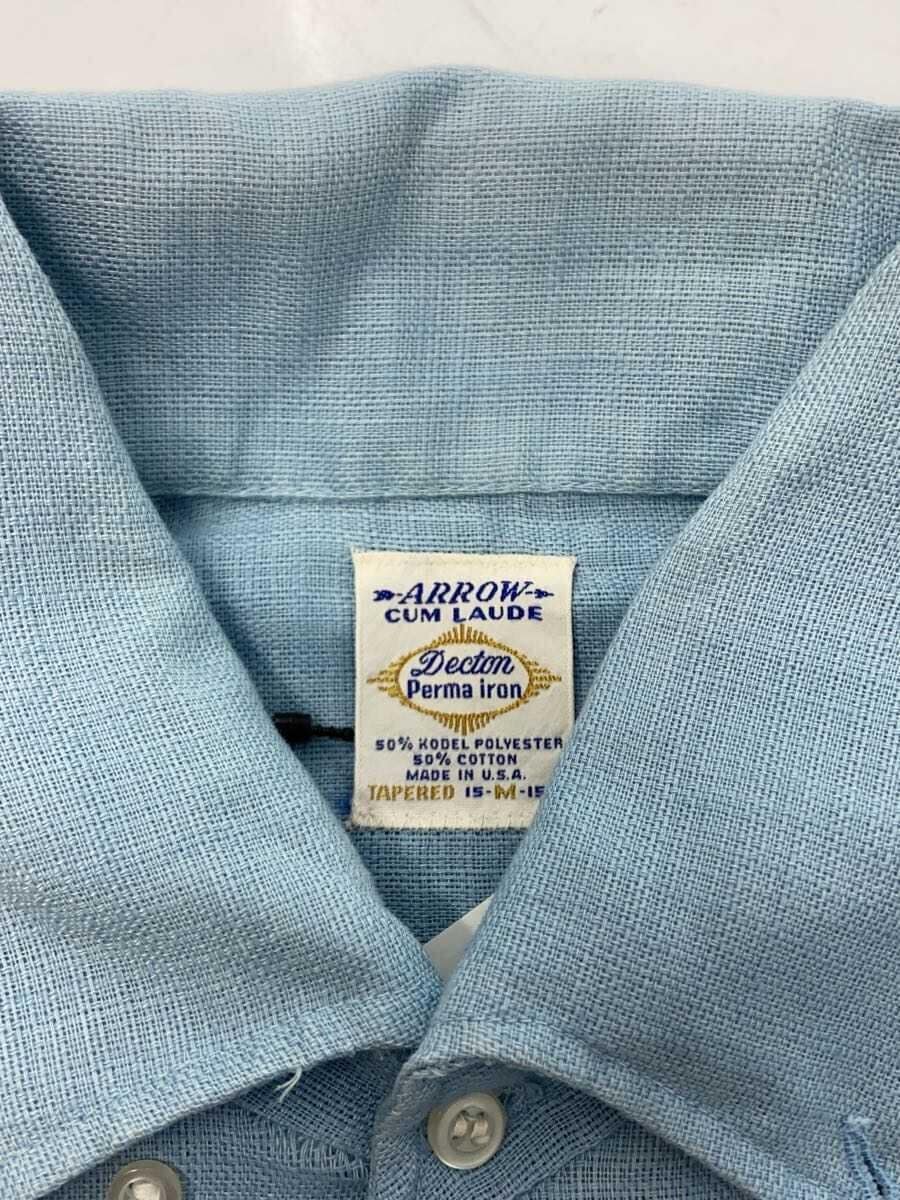 ARROW
CUM LAUDE
Decton
Perma iron
50% KODEL POLYESTER
50% COTTON
MADE IN U.S.A.
TAPERED 15-M-15